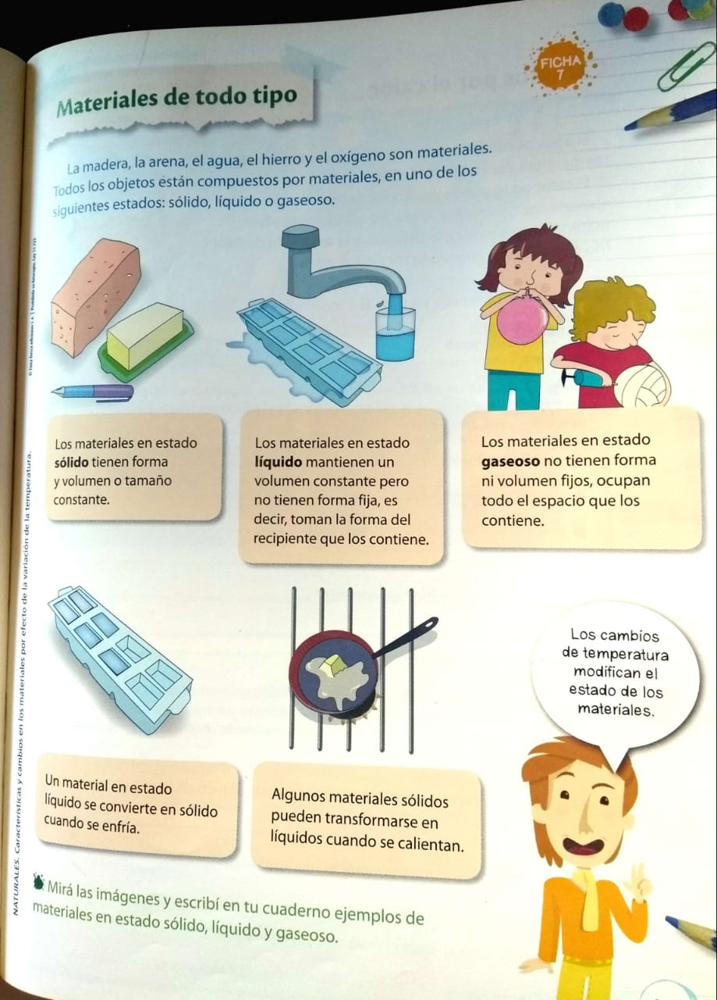 FICHA
7
Materiales de todo tipo
La madera, la arena, el agua, el hierro y el oxígeno son materiales.
Todos los objetos están compuestos por materiales, en uno de los
siguientes estados: sólido, líquido o gaseoso.
Los materiales en estado
sólido tienen forma
y volumen o tamaño
constante.
Los materiales en estado
líquido mantienen un
volumen constante pero
no tienen forma fija, es
decir, toman la forma del
recipiente que los contiene.
Los materiales en estado
gaseoso no tienen forma
ni volumen fijos, ocupan
todo el espacio que los
contiene.
Un material en estado
líquido se convierte en sólido
cuando se enfría.
Algunos materiales sólidos
pueden transformarse en
líquidos cuando se calientan.
Los cambios
de temperatura
modifican el
estado de los
materiales.
Mirá las imágenes y escribí en tu cuaderno ejemplos de
materiales en estado sólido, líquido y gaseoso.
NATURALES. Características y cambios en los materiales por efecto de la variación de la temperatura.